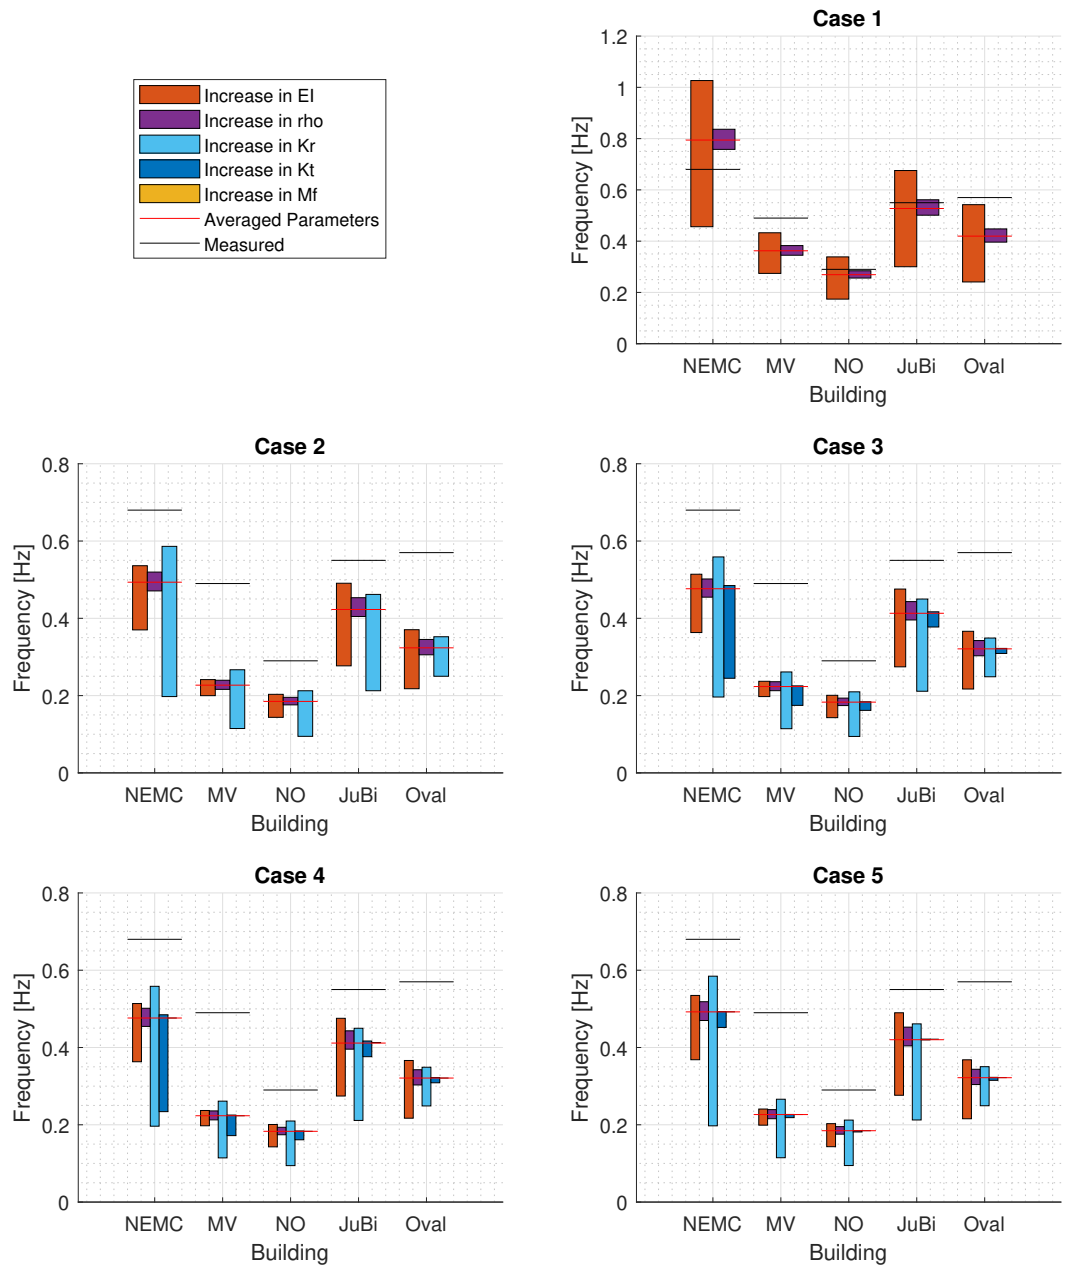 Increase in EI
Increase in rho
Increase in Kr
Increase in Kt
Increase in Mf
Averaged Parameters
Measured
Case 1
Frequency [Hz]
1.2
1
0.8
0.6
0.4
0.2
0
NEMC MV NO JuBi Oval
Building
Case 2
Frequency [Hz]
0.8
0.6
0.4
0.2
0
NEMC MV NO JuBi Oval
Building
Case 3
Frequency [Hz]
0.8
0.6
0.4
0.2
0
NEMC MV NO JuBi Oval
Building
Case 4
Frequency [Hz]
0.8
0.6
0.4
0.2
0
NEMC MV NO JuBi Oval
Building
Case 5
Frequency [Hz]
0.8
0.6
0.4
0.2
0
NEMC MV NO JuBi Oval
Building